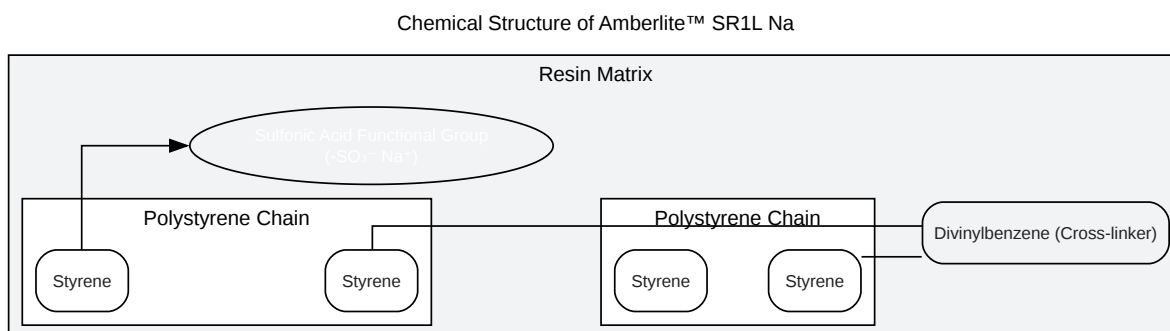 Chemical Structure of Amberlite™ SR1L Na
Resin Matrix
Sulfonic Acid Functional Group
(-SO₃⁻ Na⁺)
Polystyrene Chain
Styrene
Styrene
Polystyrene Chain
Styrene
Styrene
Divinylbenzene (Cross-linker)